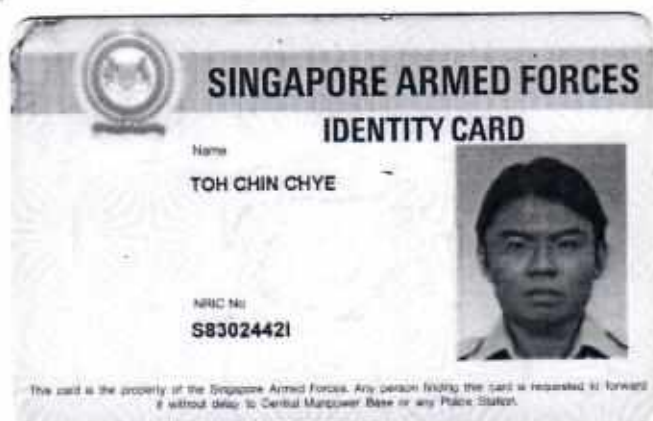 SINGAPORE ARMED FORCES
IDENTITY CARD
Name
TOH CHIN CHYE
NRIC No
S8302442I
This card is the property of the Singapore Armed Forces. Any person finding this card is requested to forward
it without delay to Central Manpower Base or any Police Station.